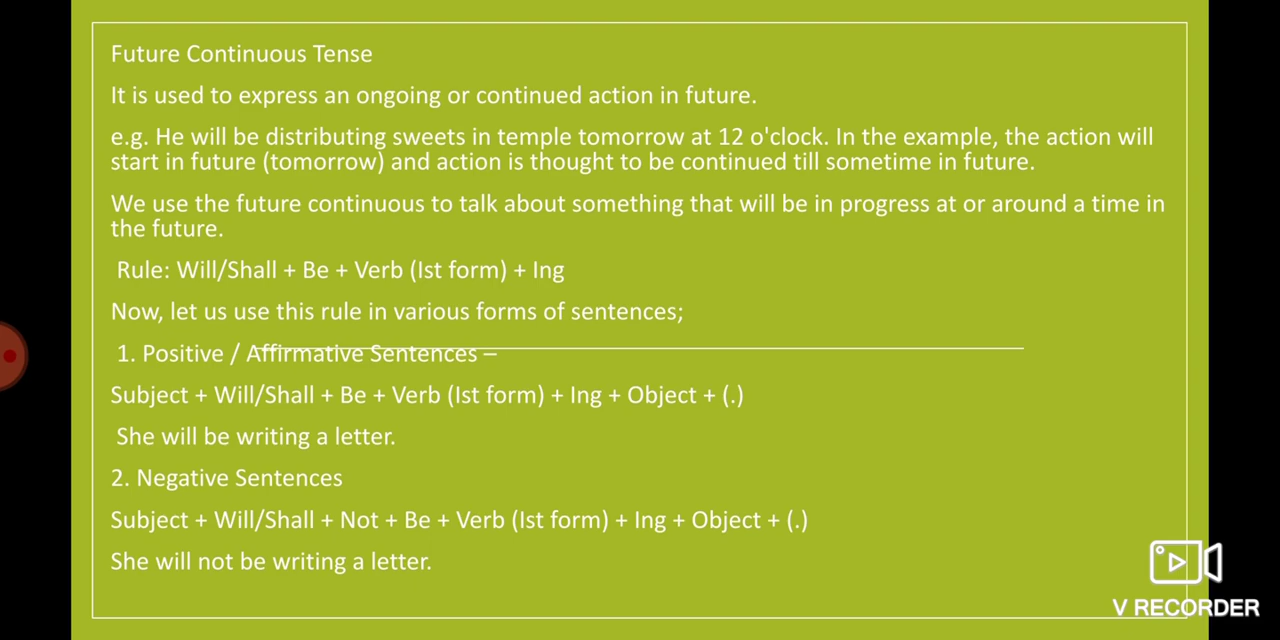 Future Continuous Tense
It is used to express an ongoing or continued action in future.
e.g. He will be distributing sweets in temple tomorrow at 12 o'clock. In the example, the action will
start in future (tomorrow) and action is thought to be continued till sometime in future.
We use the future continuous to talk about something that will be in progress at or around a time in
the future.
Rule: Will/Shall + Be + Verb (Ist form) + Ing
Now, let us use this rule in various forms of sentences;
1. Positive / Affirmative Sentences –
Subject + Will/Shall + Be + Verb (Ist form) + Ing + Object + (.)
She will be writing a letter.
2. Negative Sentences
Subject + Will/Shall + Not + Be + Verb (Ist form) + Ing + Object + (.)
She will not be writing a letter.
V RECORDER